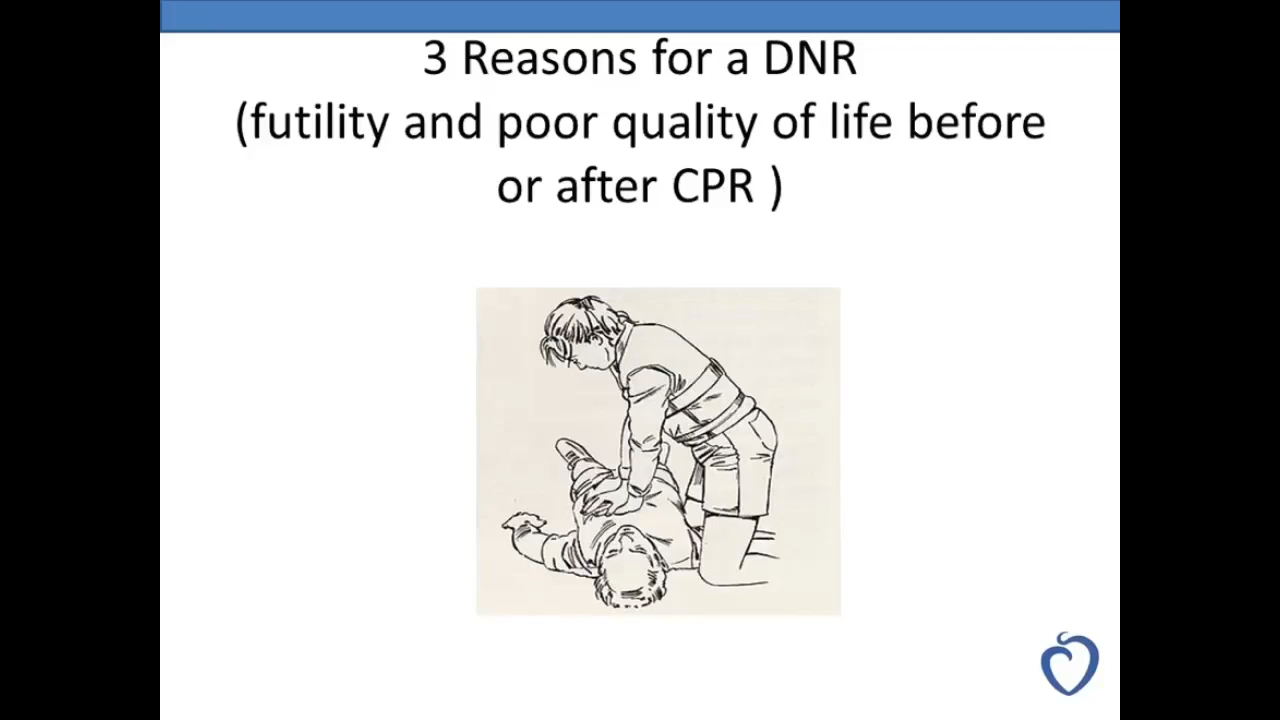 3 Reasons for a DNR
(futility and poor quality of life before
or after CPR )